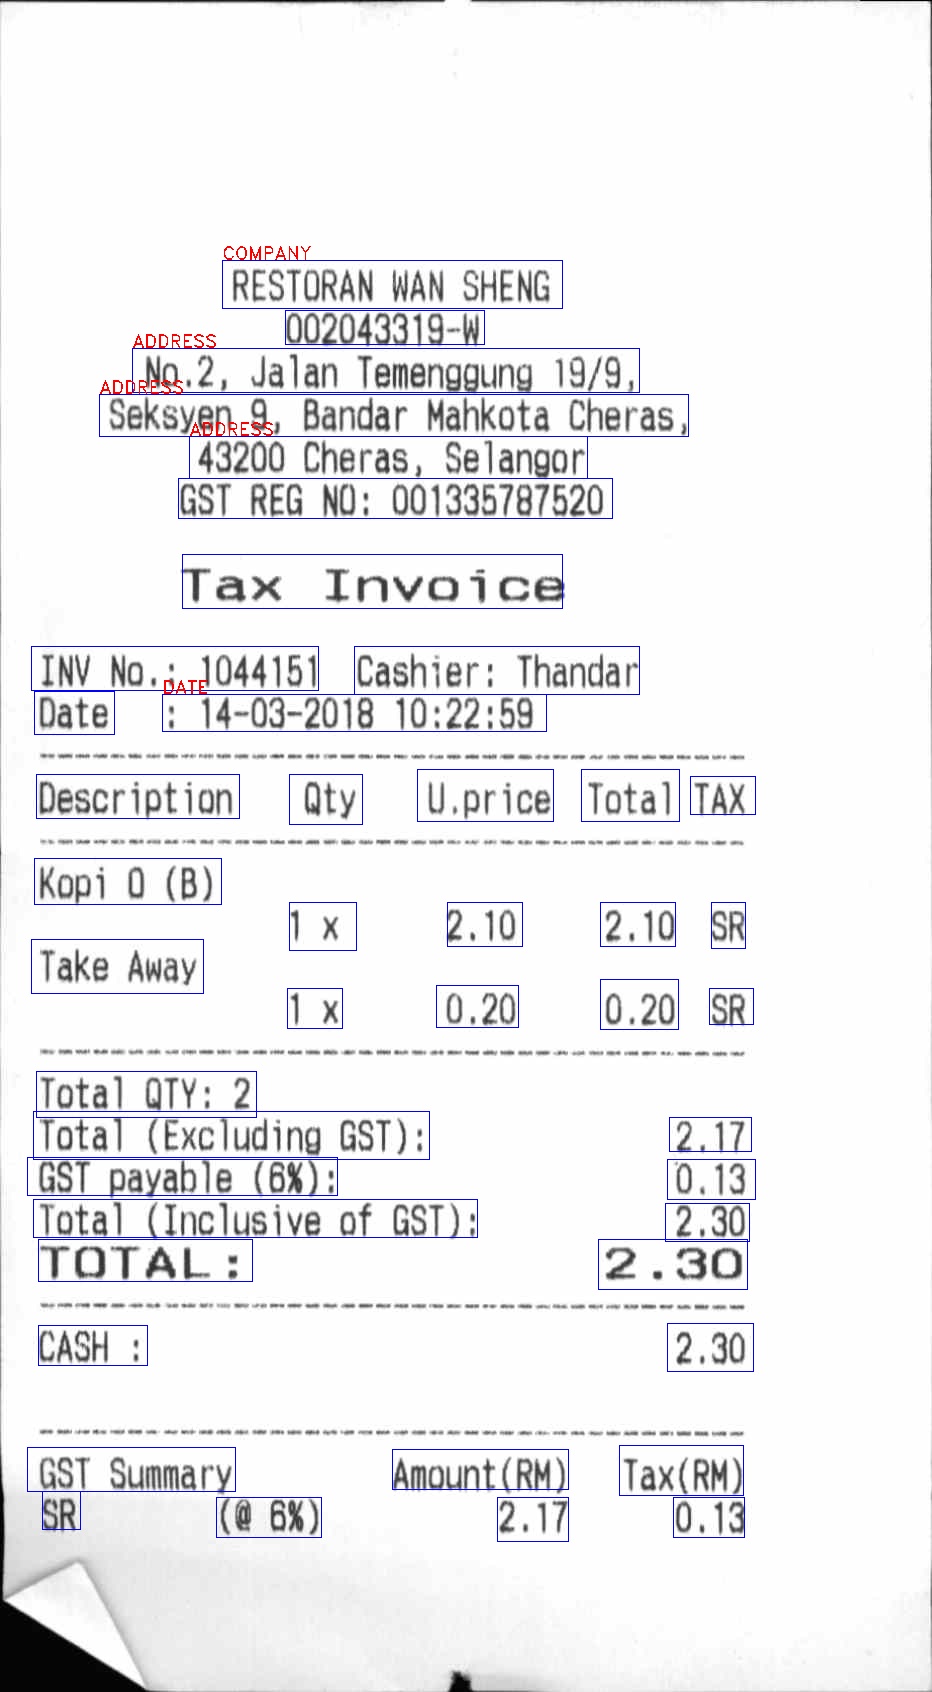 COMPANY
RESTORAN WAN SHENG
002043319-W
ADDRESS
No.2, Jalan Temenggung 19/9,
ADDRESS
Seksyen 9, Bandar Mahkota Cheras,
ADDRESS
43200 Cheras, Selangor
GST REG NO: 001335787520
Tax Invoice
INV No.: 1044151 Cashier: Thandar
DATE
Date : 14-03-2018 10:22:59
Description Qty U.price Total TAX
Kopi O (B)
1 x 2.10 2.10 SR
Take Away
1 x 0.20 0.20 SR
Total QTY: 2
Total (Excluding GST): 2.17
GST payable (6%): 0.13
Total (Inclusive of GST): 2.30
TOTAL: 2.30
CASH : 2.30
GST Summary Amount(RM) Tax(RM)
SR (@ 6%) 2.17 0.13